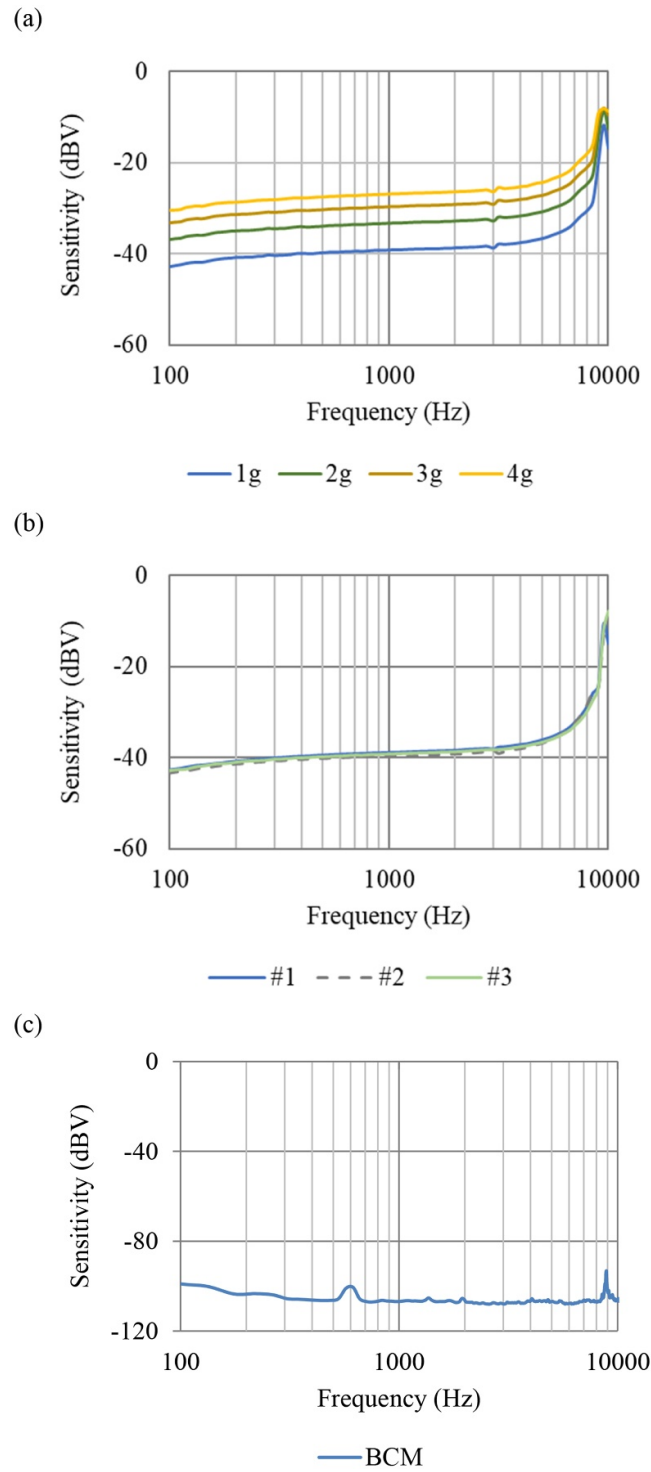 (a)
0
-20
-40
-60
Sensitivity (dBV)
100 1000 10000
Frequency (Hz)
1g 2g 3g 4g
(b)
0
-20
-40
-60
Sensitivity (dBV)
100 1000 10000
Frequency (Hz)
#1 #2 #3
(c)
0
-40
-80
-120
Sensitivity (dBV)
100 1000 10000
Frequency (Hz)
BCM